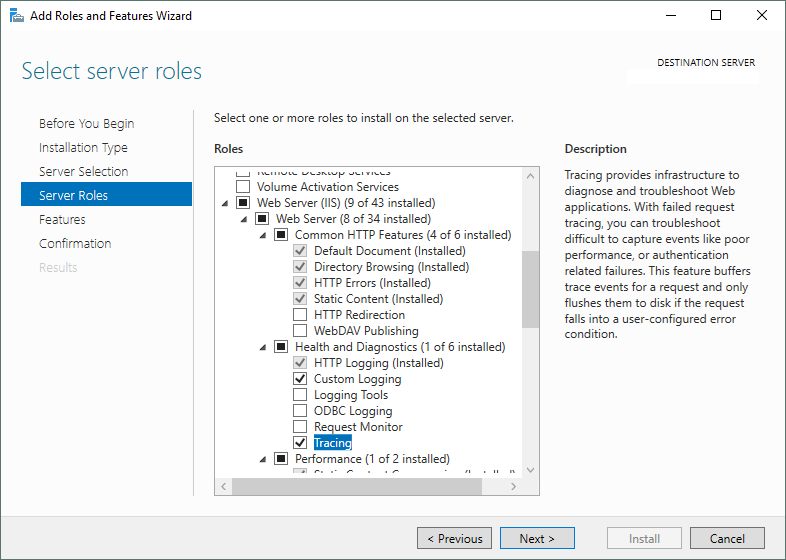 Add Roles and Features Wizard
Select server roles
DESTINATION SERVER
Before You Begin
Installation Type
Server Selection
Server Roles
Features
Confirmation
Results
Select one or more roles to install on the selected server.
Roles
Remote Desktop Services
Volume Activation Services
Web Server (IIS) (9 of 43 installed)
Web Server (8 of 34 installed)
Common HTTP Features (4 of 6 installed)
Default Document (Installed)
Directory Browsing (Installed)
HTTP Errors (Installed)
Static Content (Installed)
HTTP Redirection
WebDAV Publishing
Health and Diagnostics (1 of 6 installed)
HTTP Logging (Installed)
Custom Logging
Logging Tools
ODBC Logging
Request Monitor
Tracing
Performance (1 of 2 installed)
Static Content Compression (Installed)
Description
Tracing provides infrastructure to
diagnose and troubleshoot Web
applications. With failed request
tracing, you can troubleshoot
difficult to capture events like poor
performance, or authentication
related failures. This feature buffers
trace events for a request and only
flushes them to disk if the request
falls into a user-configured error
condition.
< Previous
Next >
Install
Cancel